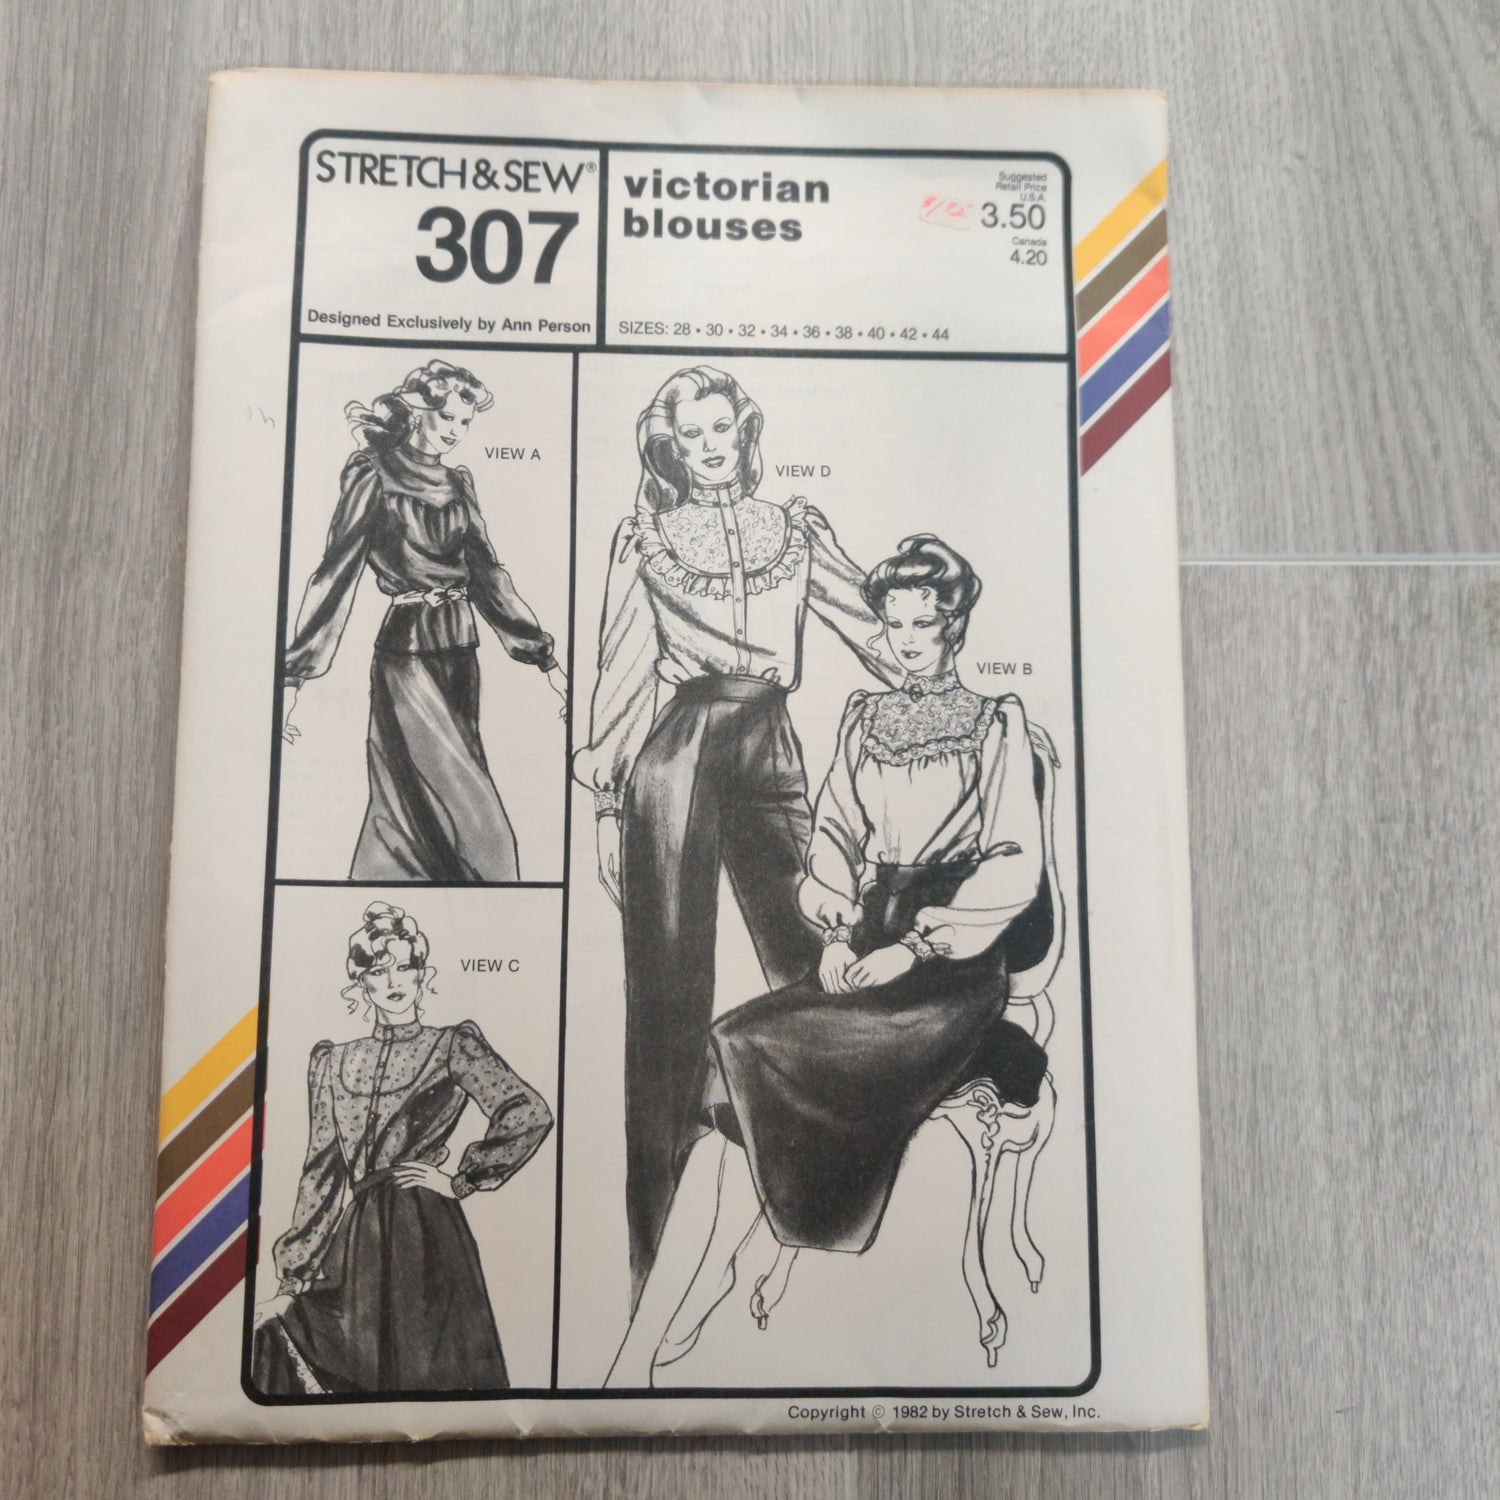 STRETCH&SEW®
307
Designed Exclusively by Ann Person
victorian
blouses
Suggested
Retail Price
U.S.A.
3.50
Canada
4.20
SIZES: 28 • 30 • 32 • 34 • 36 • 38 • 40 • 42 • 44
VIEW A
VIEW D
VIEW B
VIEW C
Copyright © 1982 by Stretch & Sew, Inc.